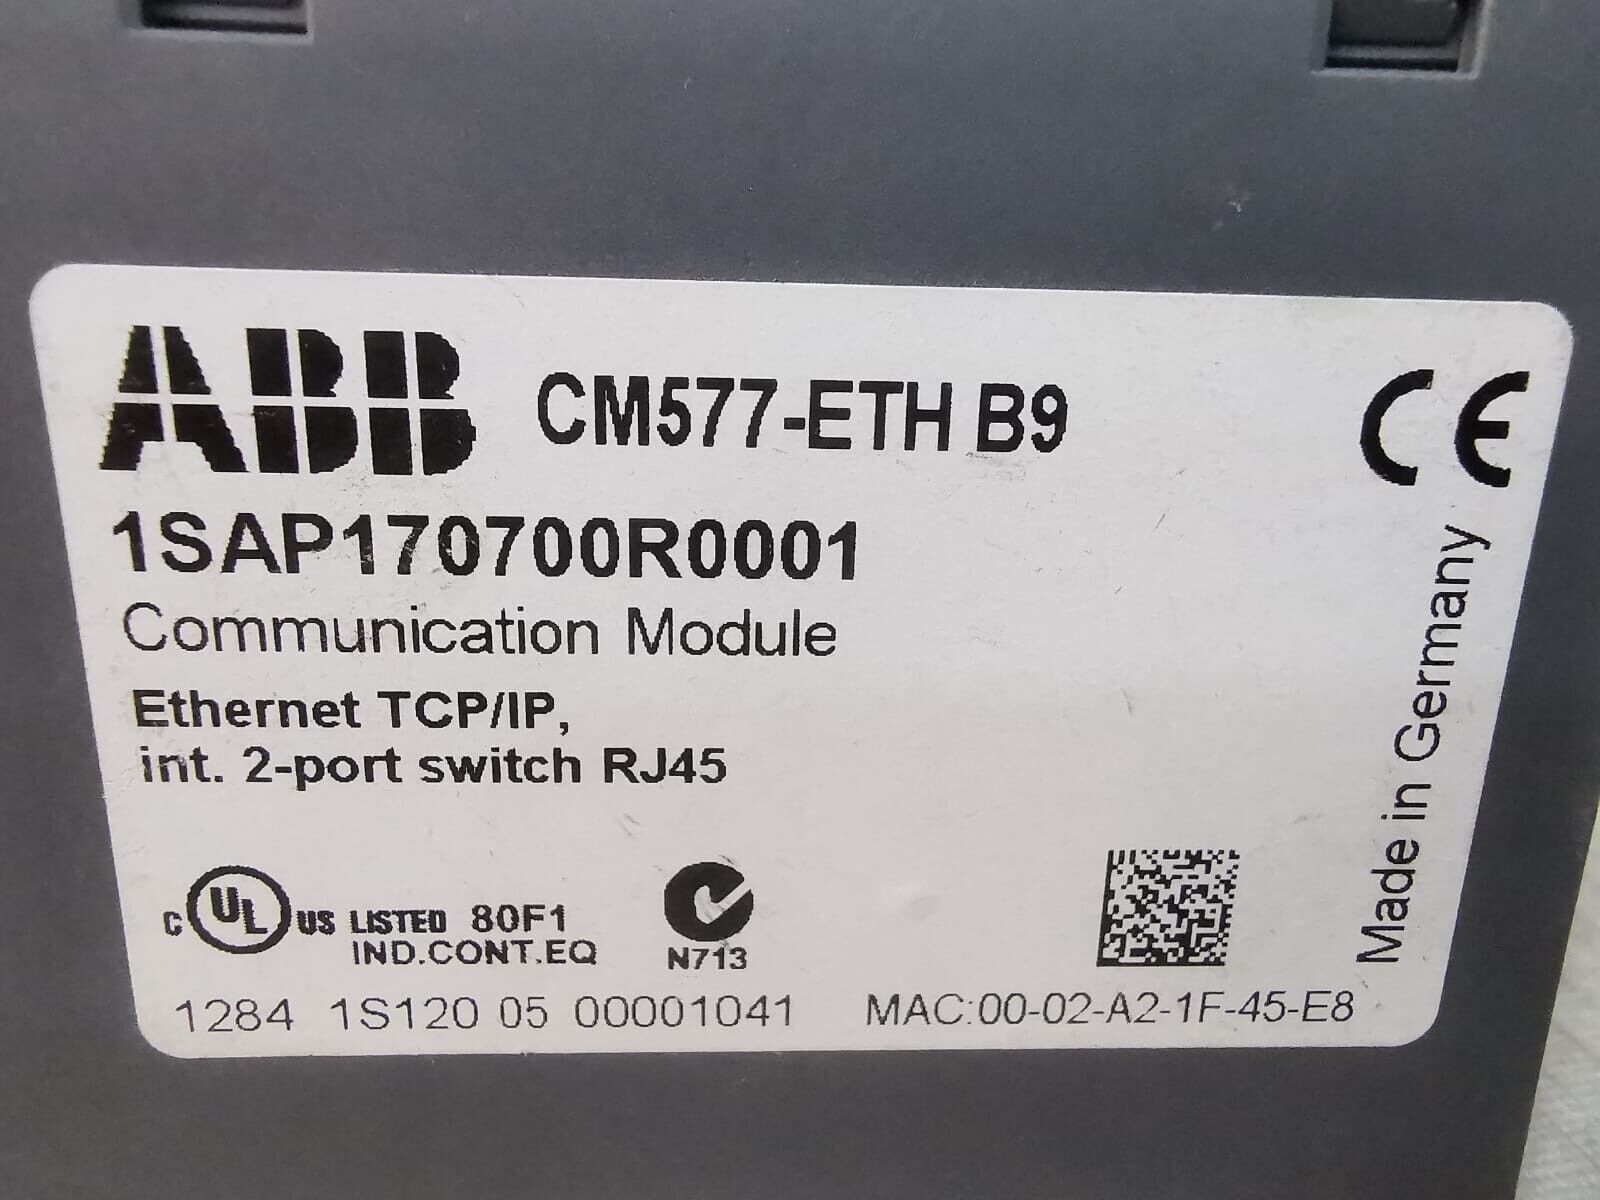 ABB CM577-ETH B9 CE
1SAP170700R0001
Communication Module
Ethernet TCP/IP,
int. 2-port switch RJ45
Made in Germany
C UL US LISTED 80F1
IND.CONT.EQ
N713
1284 1S120 05 00001041 MAC:00-02-A2-1F-45-E8